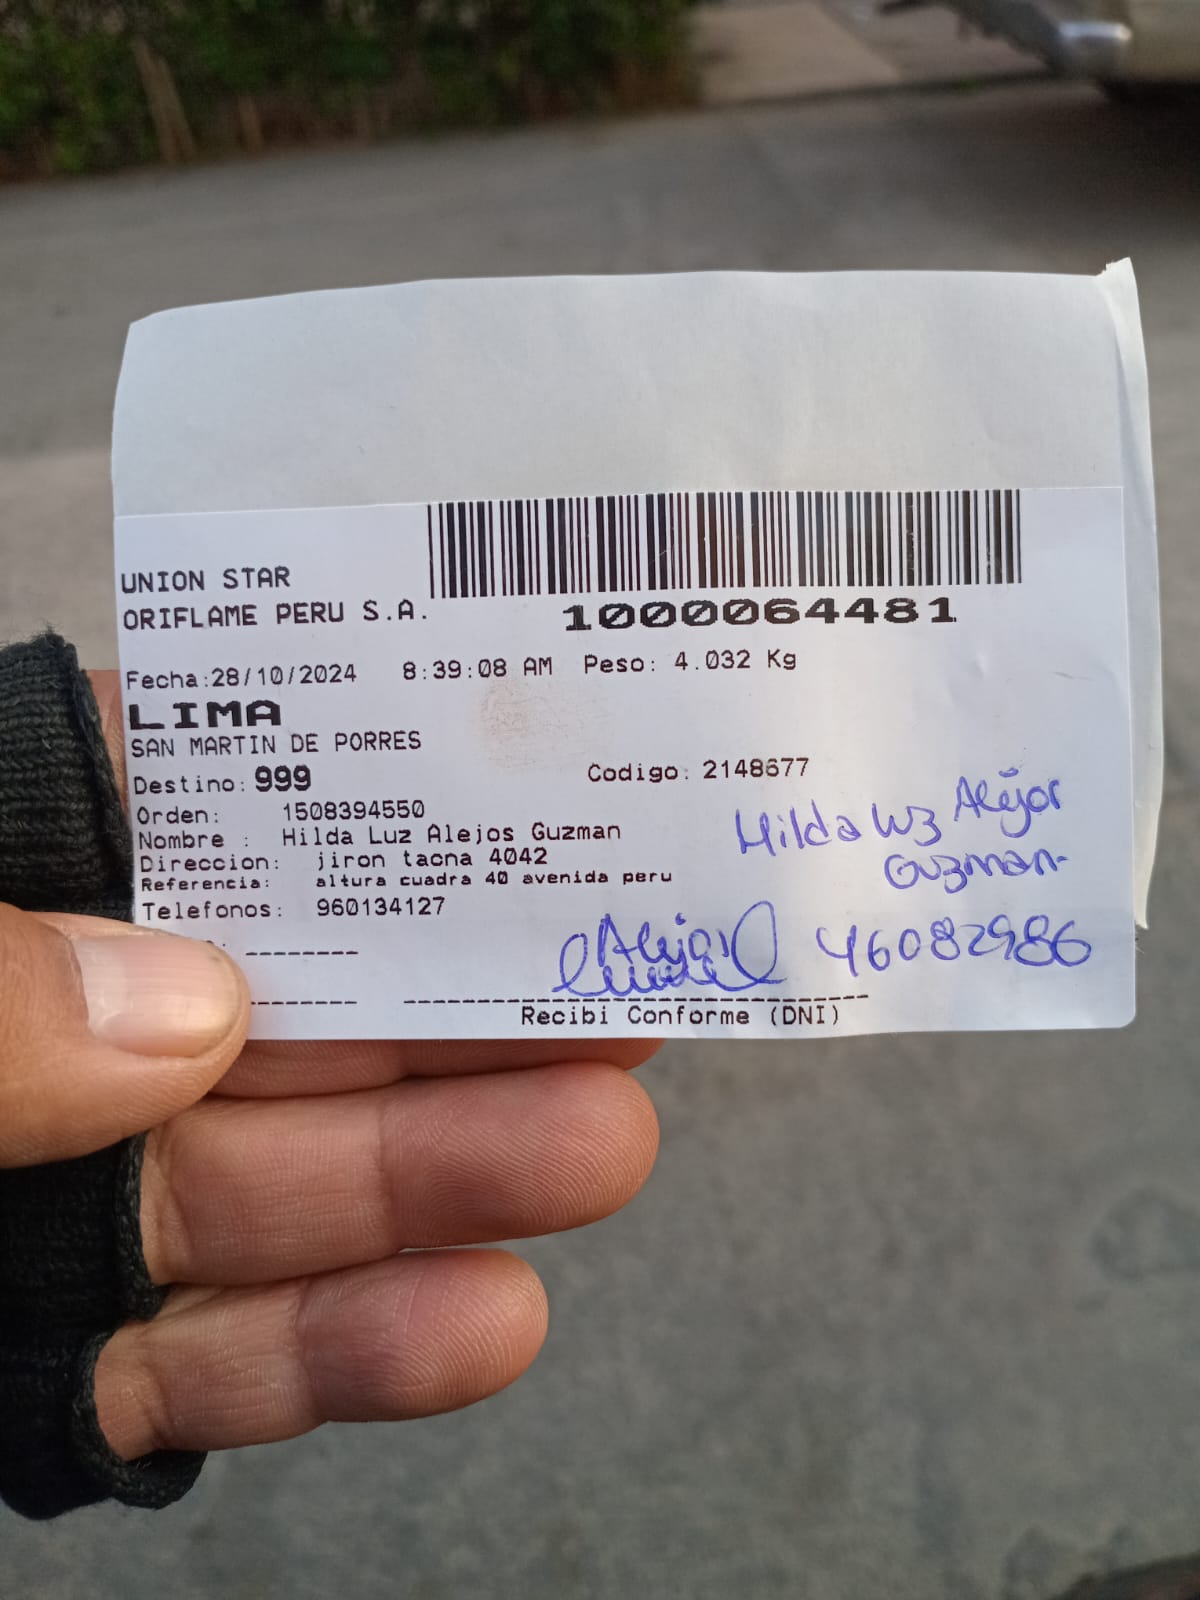 UNION STAR
ORIFLAME PERU S.A.
1000064481
Fecha:28/10/2024 8:39:08 AM Peso: 4.032 Kg
LIMA
SAN MARTIN DE PORRES
Destino: 999 Codigo: 2148677
Orden: 1508394550
Nombre : Hilda Luz Alejos Guzman
Direccion: jiron tacna 4042
Referencia: altura cuadra 40 avenida peru
Telefonos: 960134127
Hilda Luz Alejos
Guzman
46082986
Recibi Conforme (DNI)